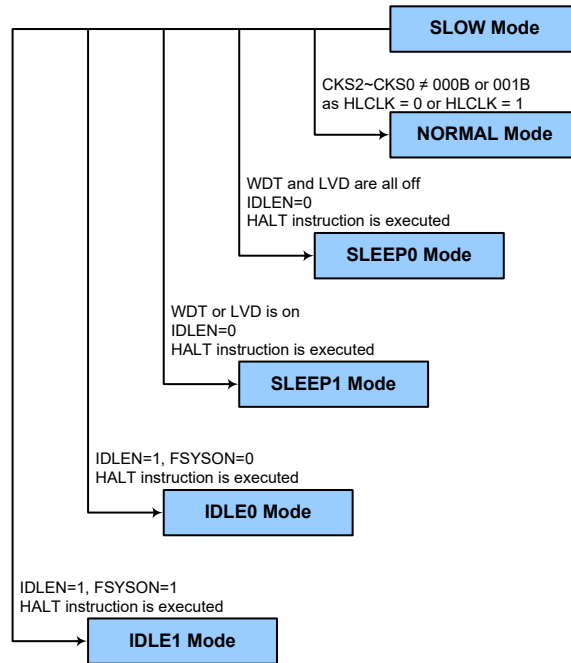 SLOW Mode
CKS2~CKS0 ≠ 000B or 001B
as HLCLK = 0 or HLCLK = 1
NORMAL Mode
WDT and LVD are all off
IDLEN=0
HALT instruction is executed
SLEEP0 Mode
WDT or LVD is on
IDLEN=0
HALT instruction is executed
SLEEP1 Mode
IDLEN=1, FSYSON=0
HALT instruction is executed
IDLE0 Mode
IDLEN=1, FSYSON=1
HALT instruction is executed
IDLE1 Mode